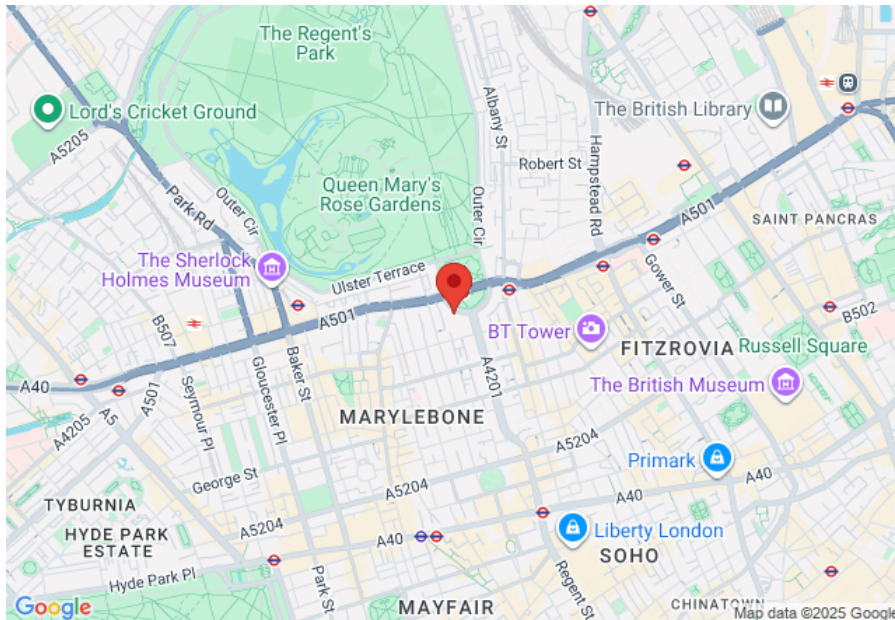 The Regent's
Park
Lord's Cricket Ground
A5205
Albany St
The British Library
Hampstead Rd
Robert St
A501
Park Rd
Outer Cir
Queen Mary's
Rose Gardens
Outer Cir
SAINT PANCRAS
The Sherlock
Holmes Museum
Ulster Terrace
Gower St
B507
A501
BT Tower
B502
FITZROVIA
Russell Square
A40
A501
Seymour Pl
Gloucester Pl
Baker St
A4201
The British Museum
A5
A4205
MARYLEBONE
A5204
George St
Primark
A40
TYBURNIA
A5204
A40
HYDE PARK
ESTATE
A5204
A40
Liberty London
SOHO
Hyde Park Pl
Park St
Regent St
MAYFAIR
CHINATOWN
Google
Map data ©2025 Google